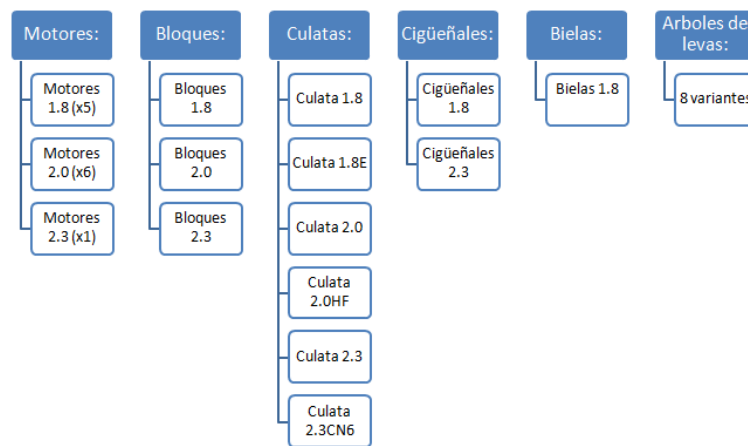 Motores:
Motores
1.8 (x5)
Motores
2.0 (x6)
Motores
2.3 (x1)
Bloques:
Bloques
1.8
Bloques
2.0
Bloques
2.3
Culatas:
Culata 1.8
Culata 1.8E
Culata 2.0
Culata
2.0HF
Culata 2.3
Culata
2.3CN6
Cigüeñales:
Cigüeñales
1.8
Cigüeñales
2.3
Bielas:
Bielas 1.8
Arboles de
levas:
8 variantes